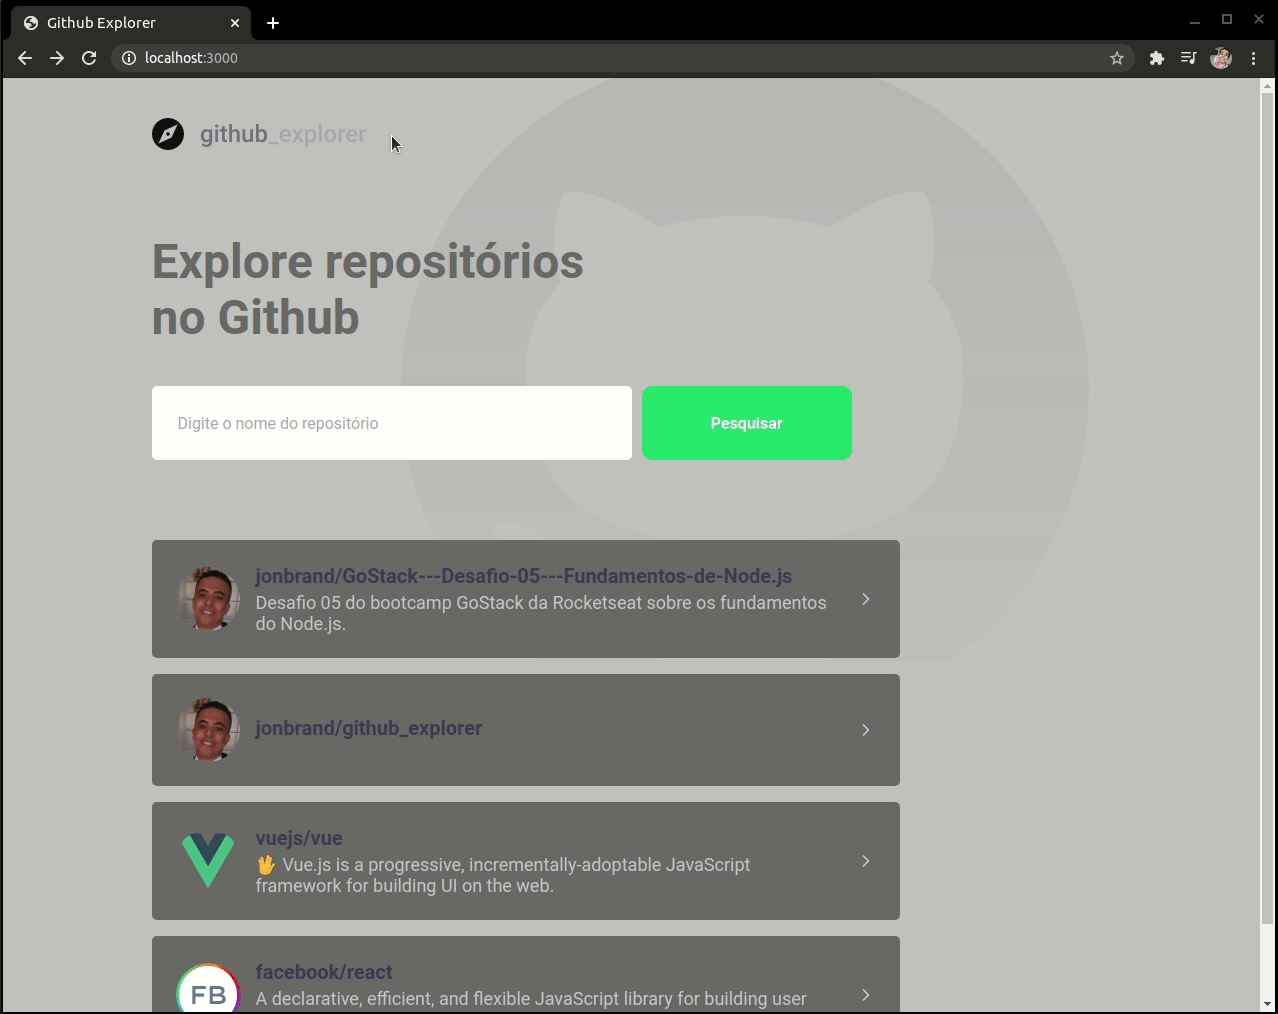 Github Explorer
localhost:3000
github_explorer
Explore repositórios
no Github
Digite o nome do repositório
Pesquisar
jonbrand/GoStack---Desafio-05---Fundamentos-de-Node.js
Desafio 05 do bootcamp GoStack da Rocketseat sobre os fundamentos
do Node.js.
jonbrand/github_explorer
vuejs/vue
🖖 Vue.js is a progressive, incrementally-adoptable JavaScript
framework for building UI on the web.
facebook/react
FB
A declarative, efficient, and flexible JavaScript library for building user